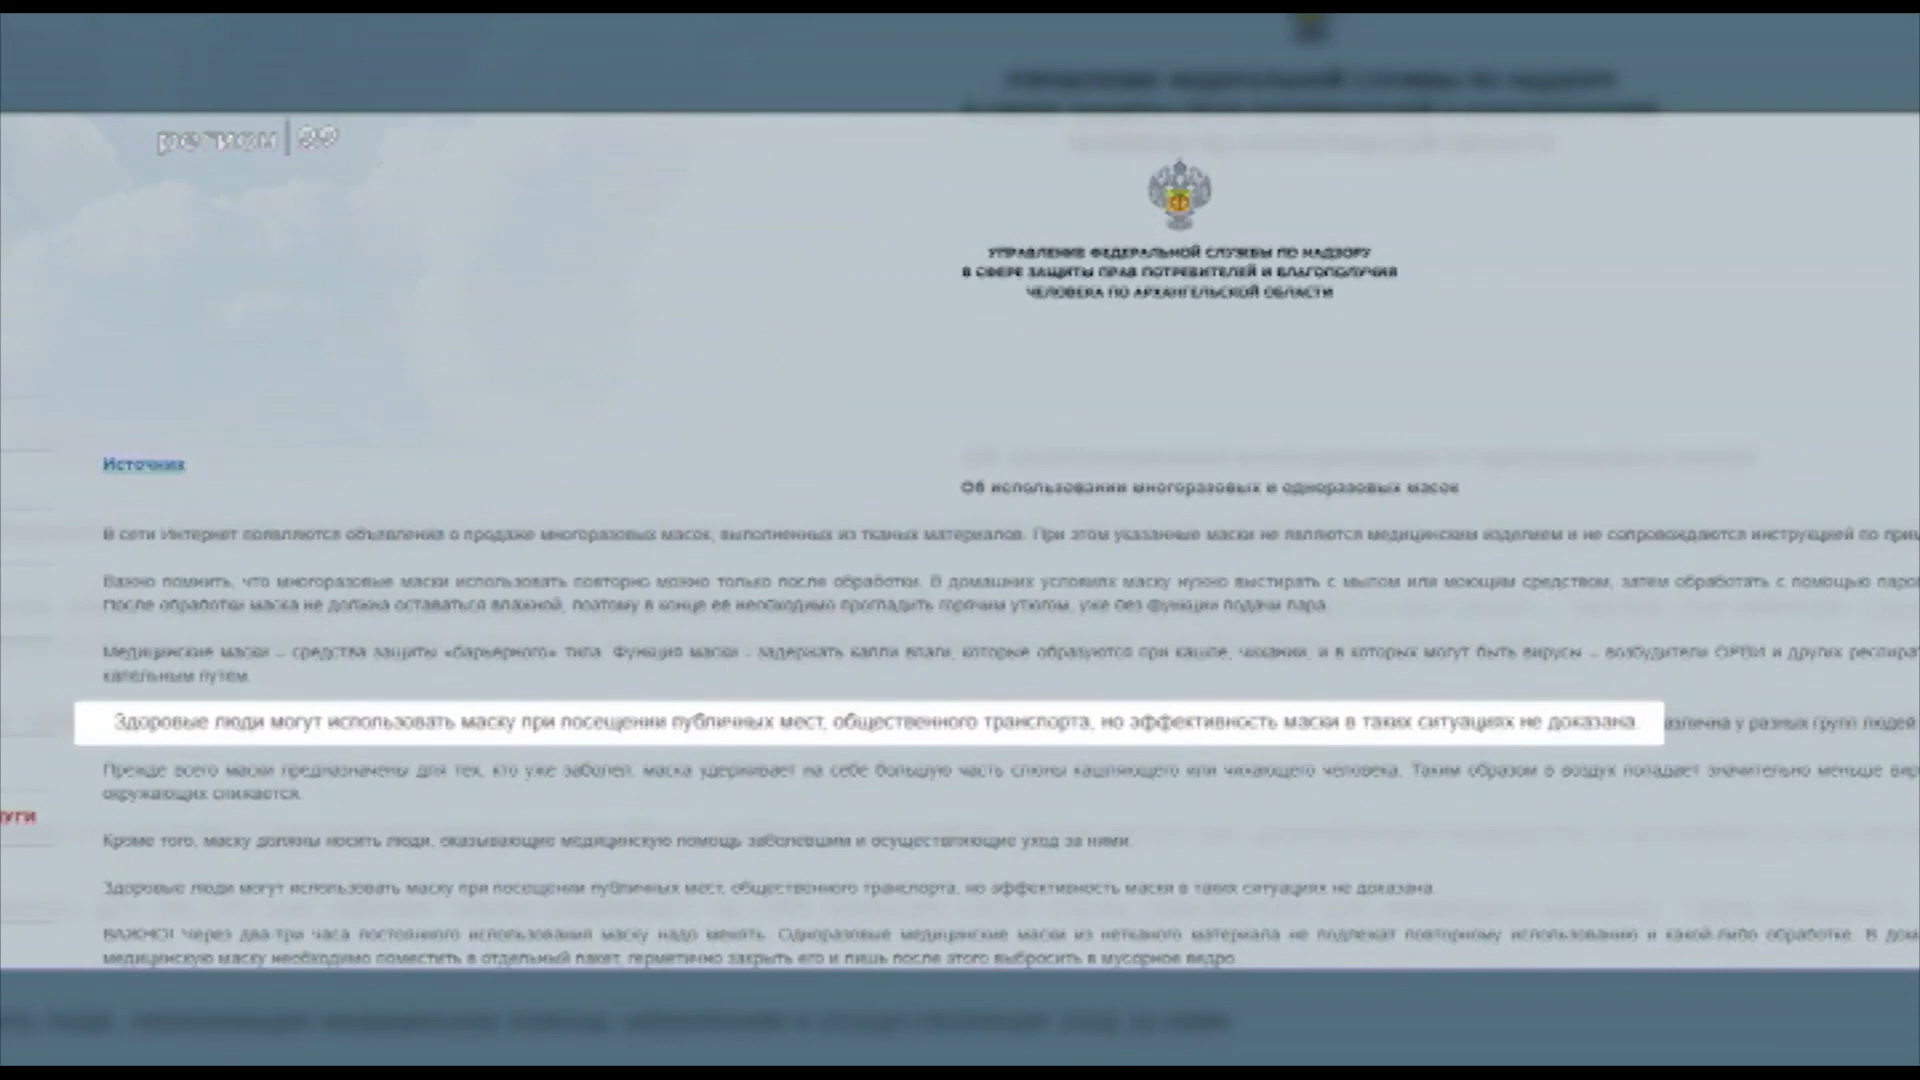 регион | 29
УПРАВЛЕНИЕ ФЕДЕРАЛЬНОЙ СЛУЖБЫ ПО НАДЗОРУ
В СФЕРЕ ЗАЩИТЫ ПРАВ ПОТРЕБИТЕЛЕЙ И БЛАГОПОЛУЧИЯ
ЧЕЛОВЕКА ПО АРХАНГЕЛЬСКОЙ ОБЛАСТИ
Источник
Об использовании многоразовых и одноразовых масок
В сети Интернет появляются объявления о продаже многоразовых масок, выполненных из тканых материалов. При этом указанные маски не являются медицинским изделием и не сопровождаются инструкцией по
Важно помнить, что многоразовые маски использовать повторно можно только после обработки. В домашних условиях маску нужно выстирать с мылом или моющим средством, затем обработать с помощью
После обработки маска не должна оставаться влажной, поэтому в конце её необходимо прогладить горячим утюгом, уже без функции подачи пара.
Медицинские маски – средства защиты «барьерного» типа. Функция маски - задержать капли влаги, которые образуются при кашле, чихании, и в которых могут быть вирусы – возбудители ОРВИ и других
капельным путём.
Здоровые люди могут использовать маску при посещении публичных мест, общественного транспорта, но эффективность маски в таких ситуациях не доказана. азлична у разных групп людей
Прежде всего маски предназначены для тех, кто уже заболел: маска удерживает на себе большую часть слюны кашляющего или чихающего человека. Таким образом в воздух попадает значительно меньше
окружающих снижается.
уги
Кроме того, маску должны носить люди, оказывающие медицинскую помощь заболевшим и осуществляющие уход за ними.
Здоровые люди могут использовать маску при посещении публичных мест, общественного транспорта, но эффективность маски в таких ситуациях не доказана.
ВАЖНО! Через два-три часа постоянного использования маску надо менять. Одноразовые медицинские маски из нетканого материала не подлежат повторному использованию и какой-либо обработке. В
медицинскую маску необходимо поместить в отдельный пакет, герметично закрыть его и лишь после этого выбросить в мусорное ведро.